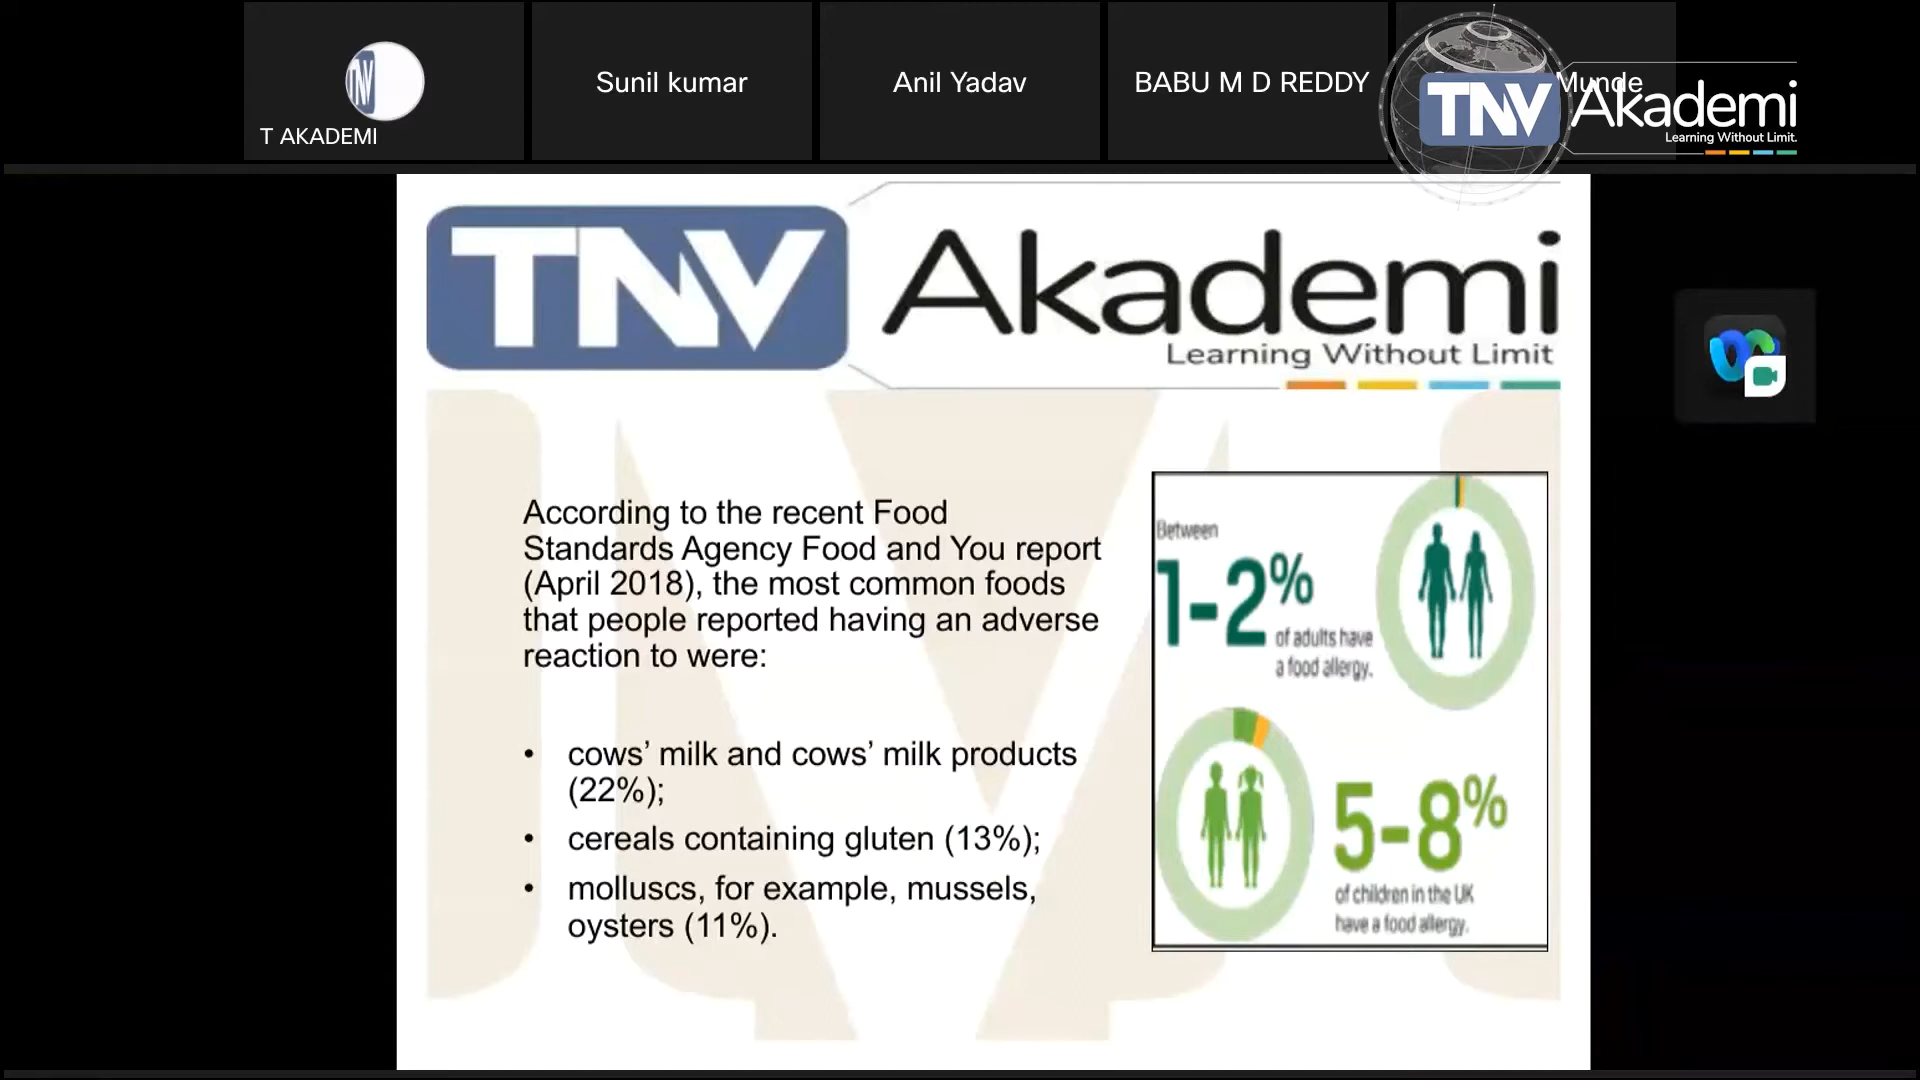 T AKADEMI
Sunil kumar
Anil Yadav
BABU M D REDDY
Munde
TNV Akademi
Learning Without Limit.
TNV Akademi
Learning Without Limit
According to the recent Food
Standards Agency Food and You report
(April 2018), the most common foods
that people reported having an adverse
reaction to were:
• cows’ milk and cows’ milk products
(22%);
• cereals containing gluten (13%);
• molluscs, for example, mussels,
oysters (11%).
Between
1-2%
of adults have
a food allergy.
5-8%
of children in the UK
have a food allergy.